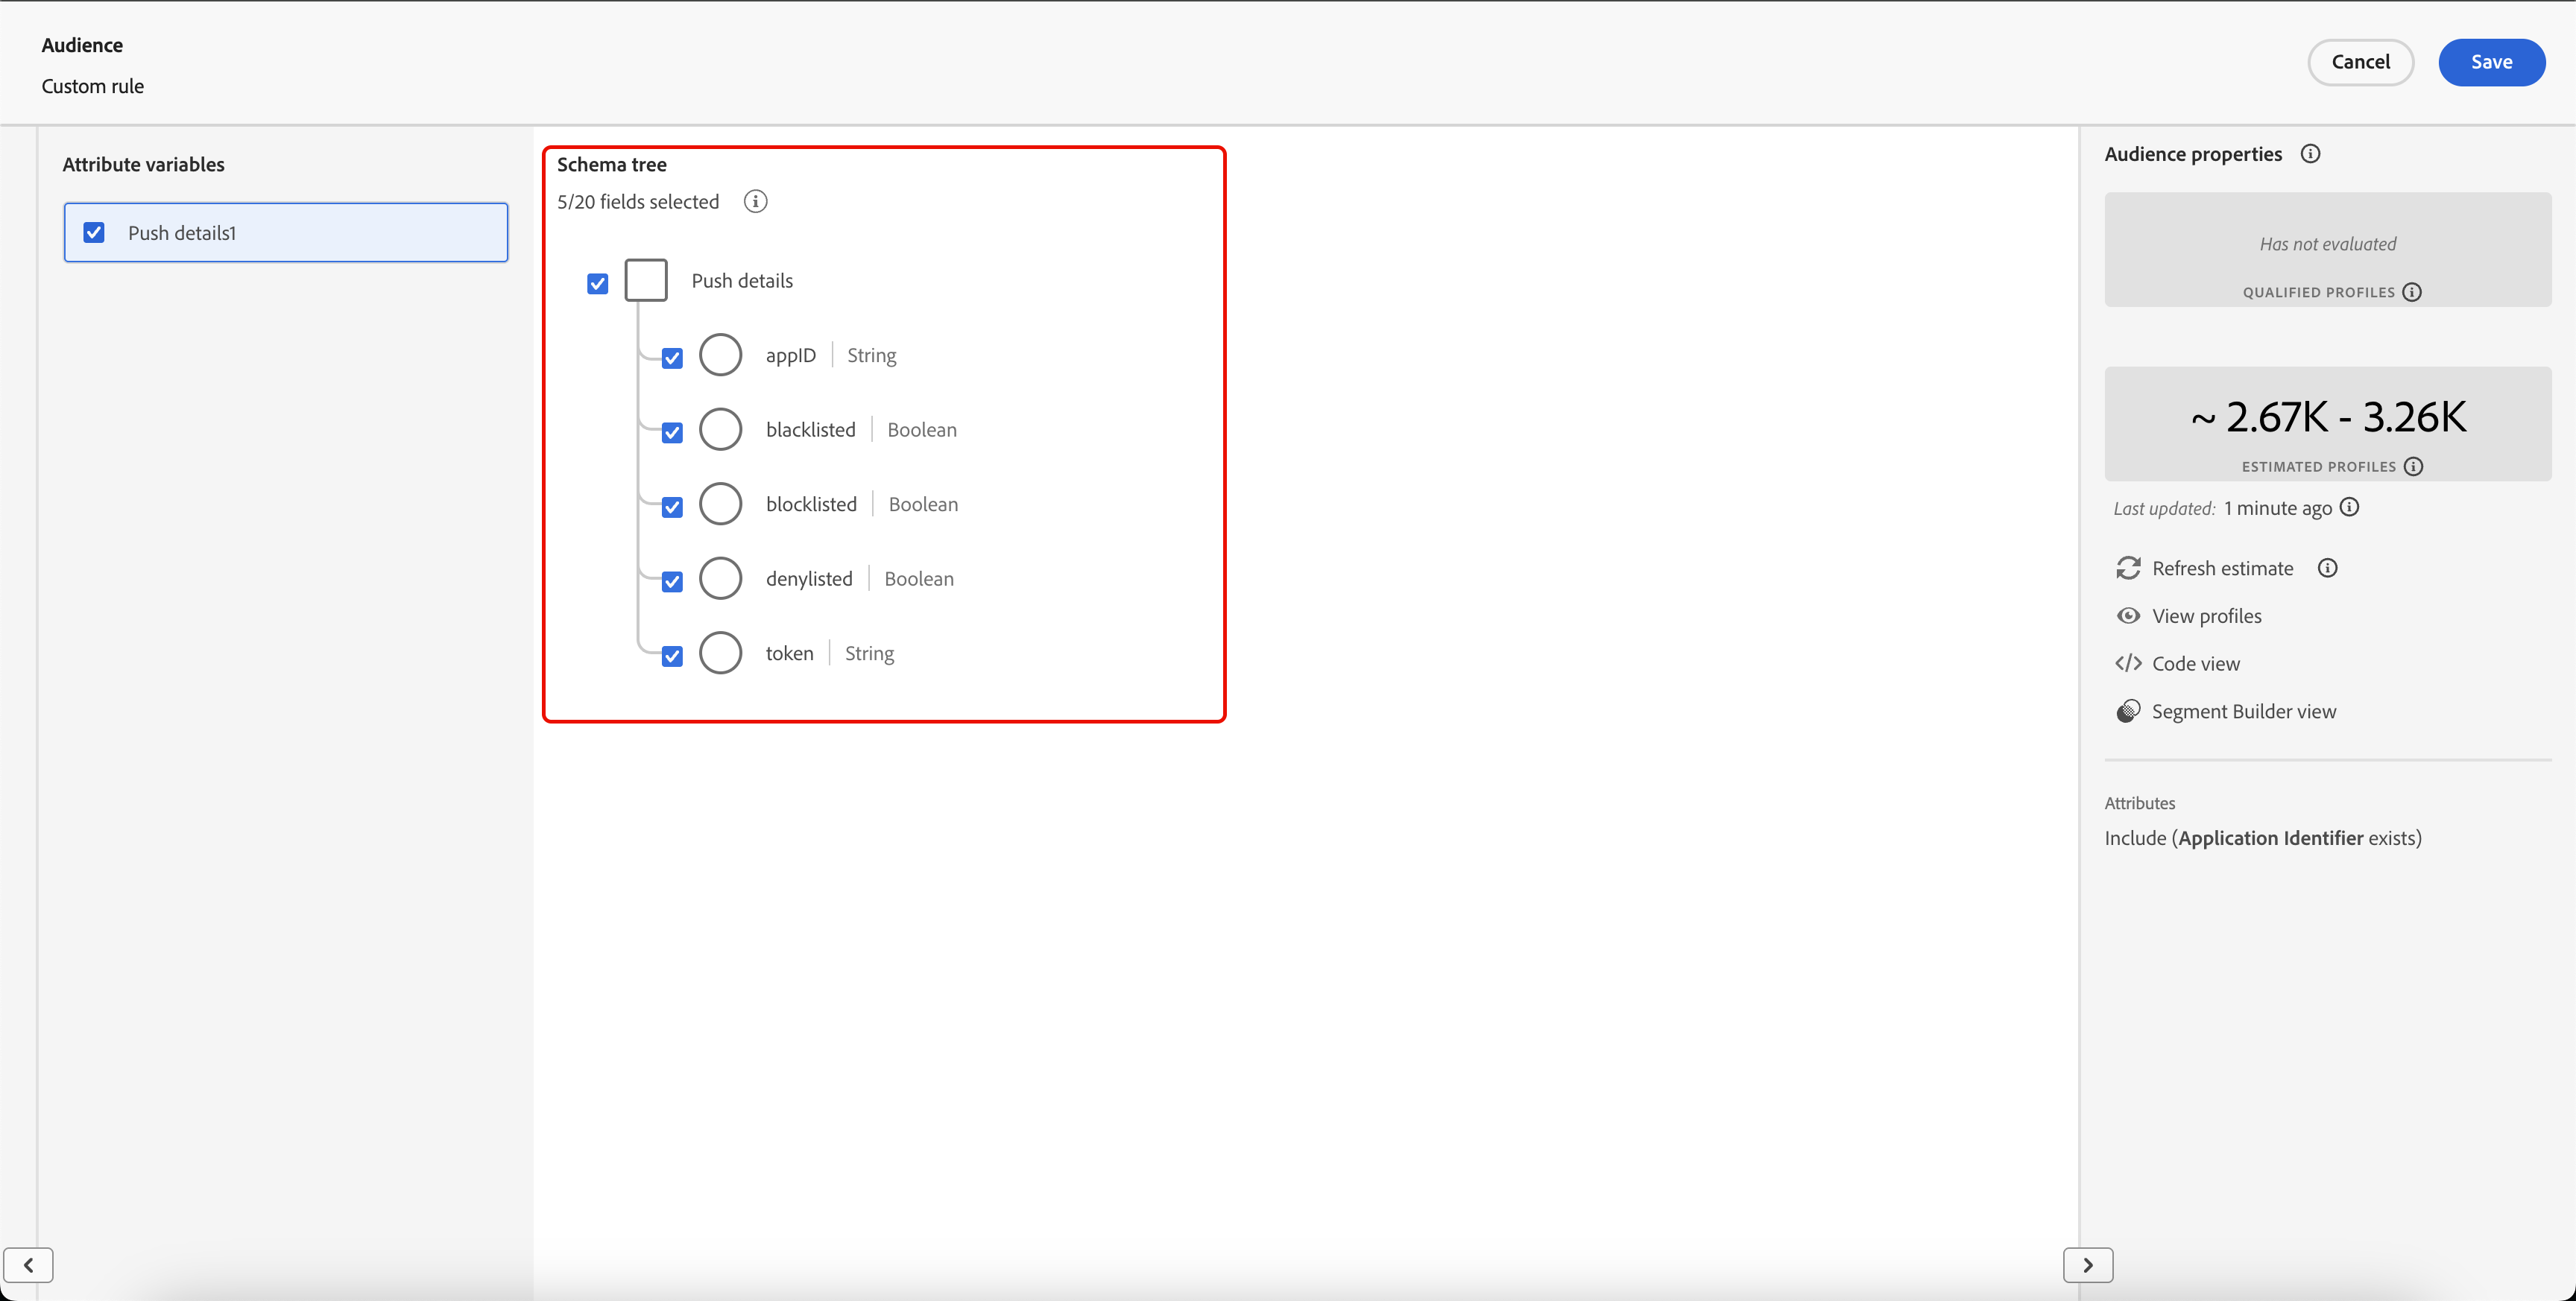 Audience
Custom rule
Cancel
Save
Attribute variables
Push details1
Schema tree
5/20 fields selected
Push details
appID | String
blacklisted | Boolean
blocklisted | Boolean
denylisted | Boolean
token | String
Audience properties
Has not evaluated
QUALIFIED PROFILES
~ 2.67K - 3.26K
ESTIMATED PROFILES
Last updated: 1 minute ago
Refresh estimate
View profiles
Code view
Segment Builder view
Attributes
Include (Application Identifier exists)